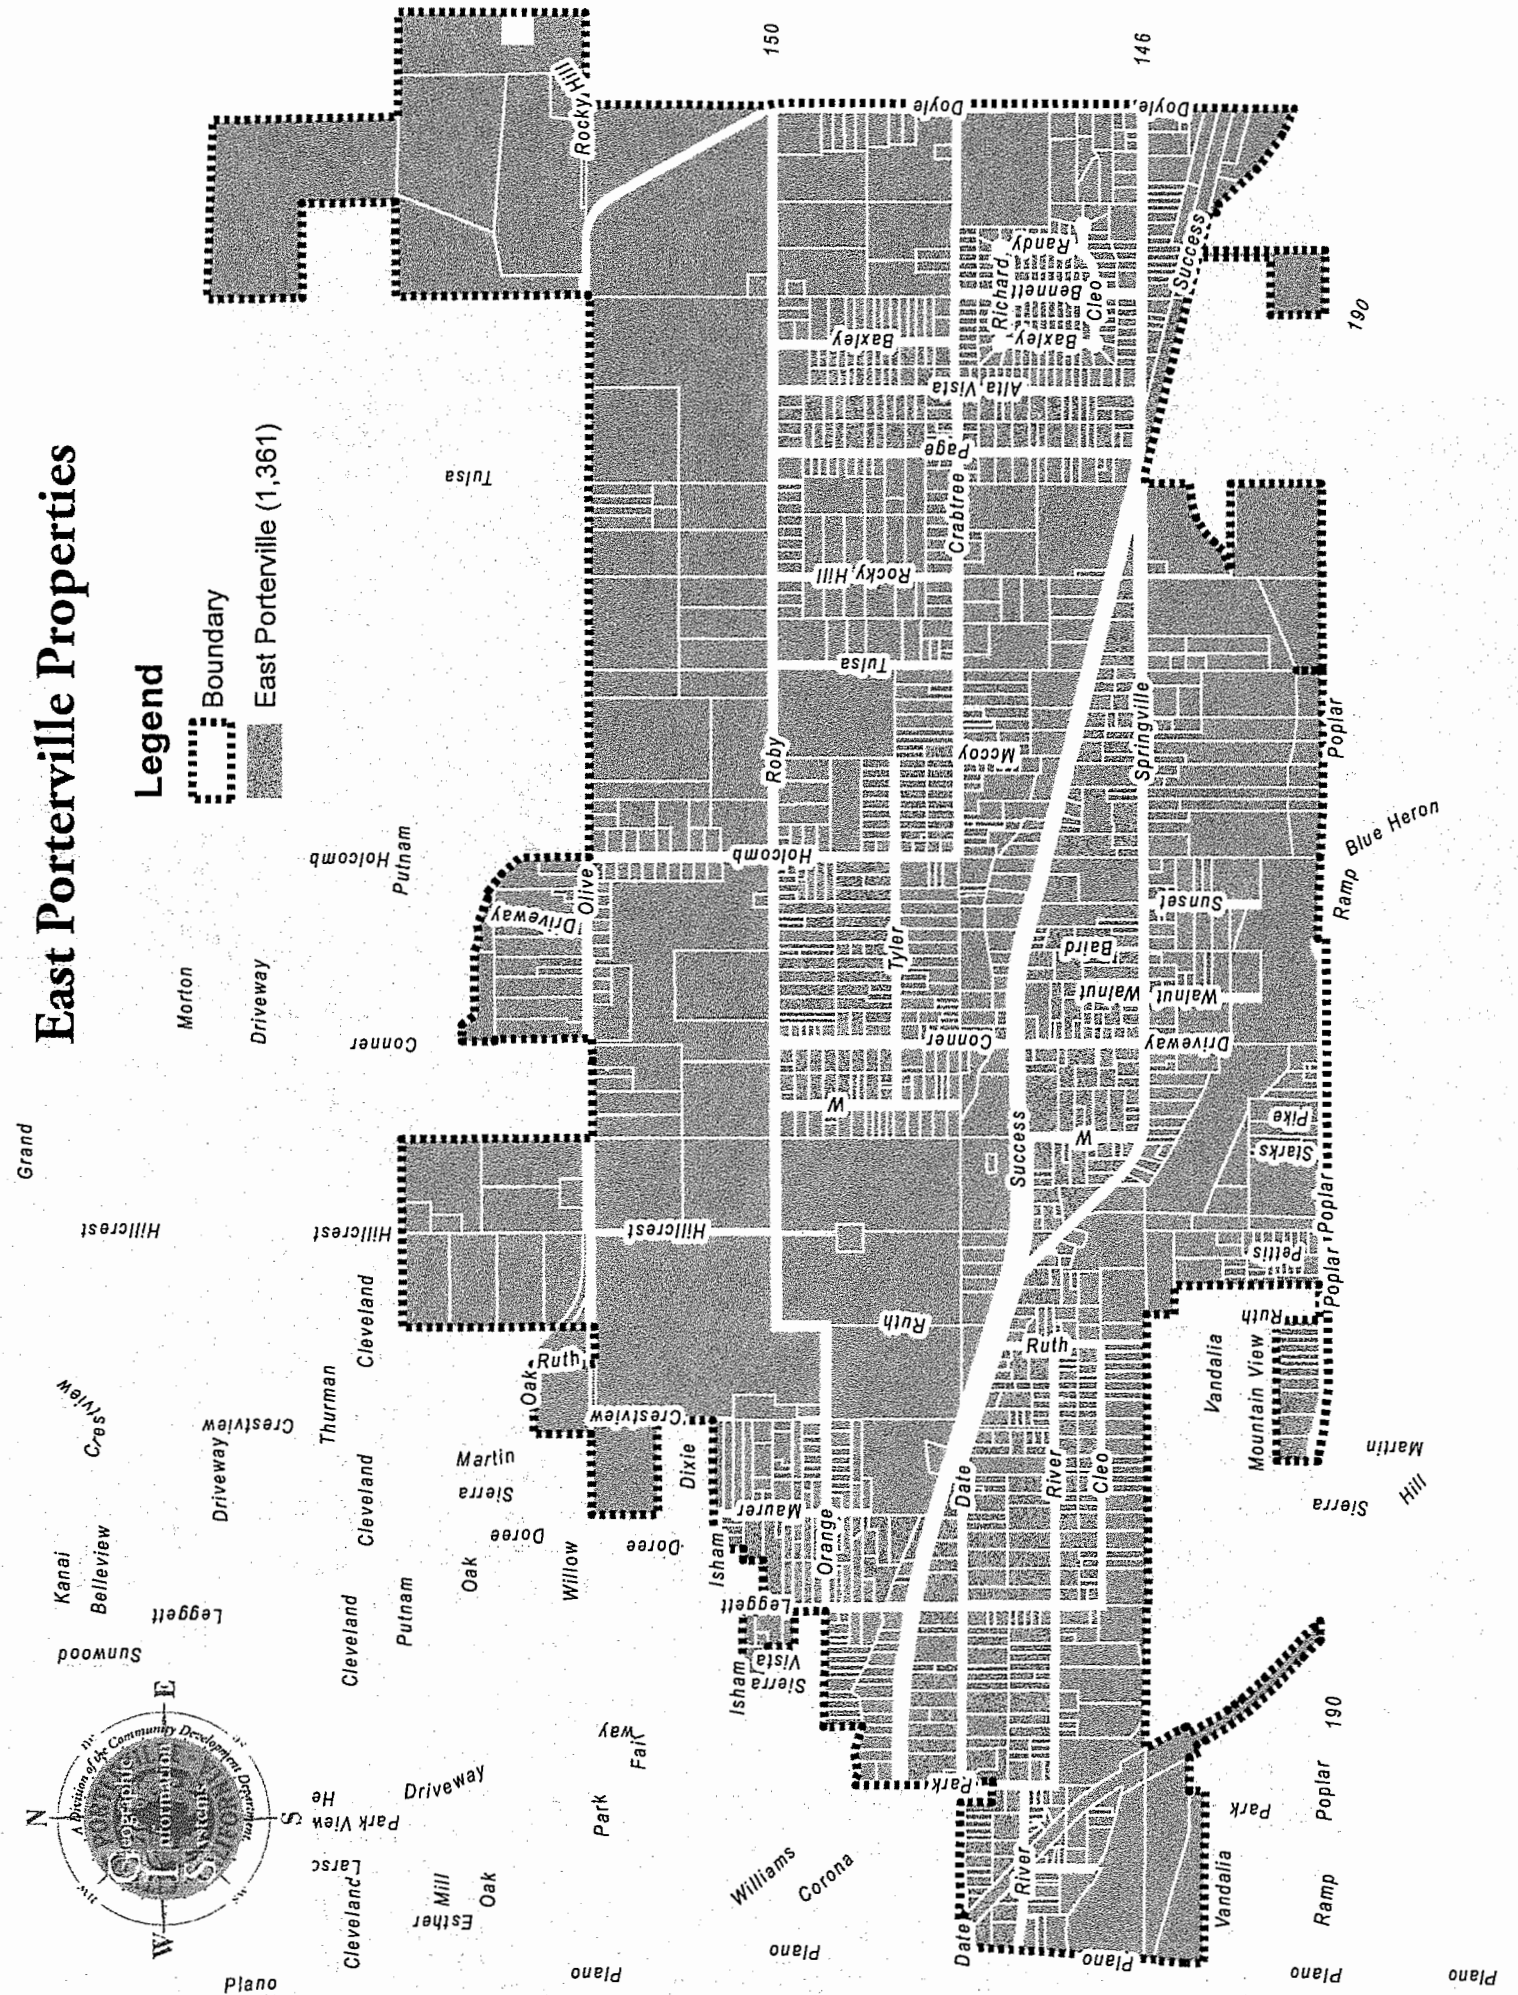 East Porterville Properties
Legend
Boundary
East Porterville (1,361)
N
E
S
W
A Division of the Community Development Department
Geographic
Information
Systems
Grand
Morton
Driveway
Conner
Holcomb
Putnam
Tulsa
Hillcrest
Hillcrest
Cleveland
Crestview
Crestview
Thurman
Driveway
Cleveland
Martin
Sierra
Doree
Oak
Willow
Kanai
Belleview
Leggett
Sunwood
Cleveland
Putnam
He
Park View
Driveway
Larsc
Cleveland
Mill
Oak
Esther
Plano
Fair
way
Park
Plano
Williams
Corona
Plano
Rocky Hill
150
146
Doyle
Doyle
Olive
Driveway
Oak
Ruth
Crestview
Dixie
Doree
Isham
Maurer
Leggett
Isham
Sierra
Vista
Orange
Hillcrest
Holcomb
Roby
Tulsa
Rocky Hill
Baxley
Alta Vista
Page
Crabtree
Richard
Randy
Bennett
Cleo
Baxley
Success
190
Mccoy
Tyler
Conner
W
Success
W
Baird
Walnut
Walnut
Sunset
Driveway
Springville
Poplar
Blue Heron
Ramp
Pike
Starks
Pettis
Poplar
Poplar
Ruth
Ruth
Ruth
Vandalia
Mountain View
Martin
Sierra
Hill
Date
River
Cleo
Park
River
Date
Plano
Park
Vandalia
Poplar
190
Ramp
Plano
Plano